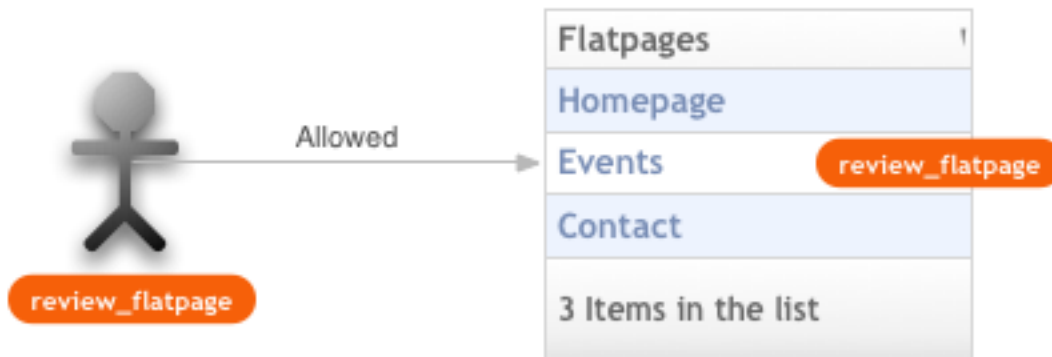 Flatpages
Homepage
Allowed
Events
review_flatpage
Contact
review_flatpage
3 Items in the list